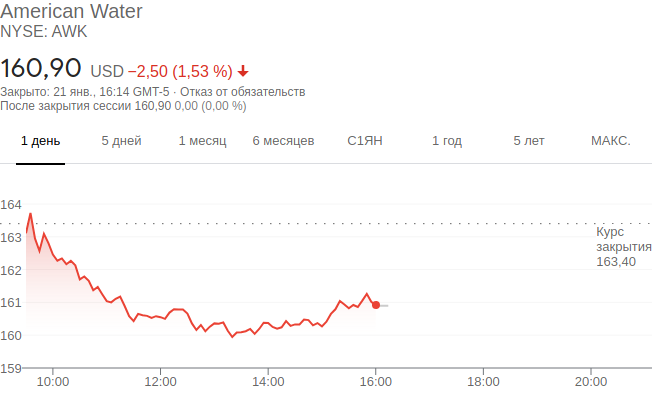 American Water
NYSE: AWK
160,90 USD −2,50 (1,53 %)
Закрыто: 21 янв., 16:14 GMT-5 · Отказ от обязательств
После закрытия сессии 160,90 0,00 (0,00 %)
1 день 5 дней 1 месяц 6 месяцев С1ЯН 1 год 5 лет МАКС.
164
163
162
161
160
159
Курс
закрытия
163,40
10:00 12:00 14:00 16:00 18:00 20:00